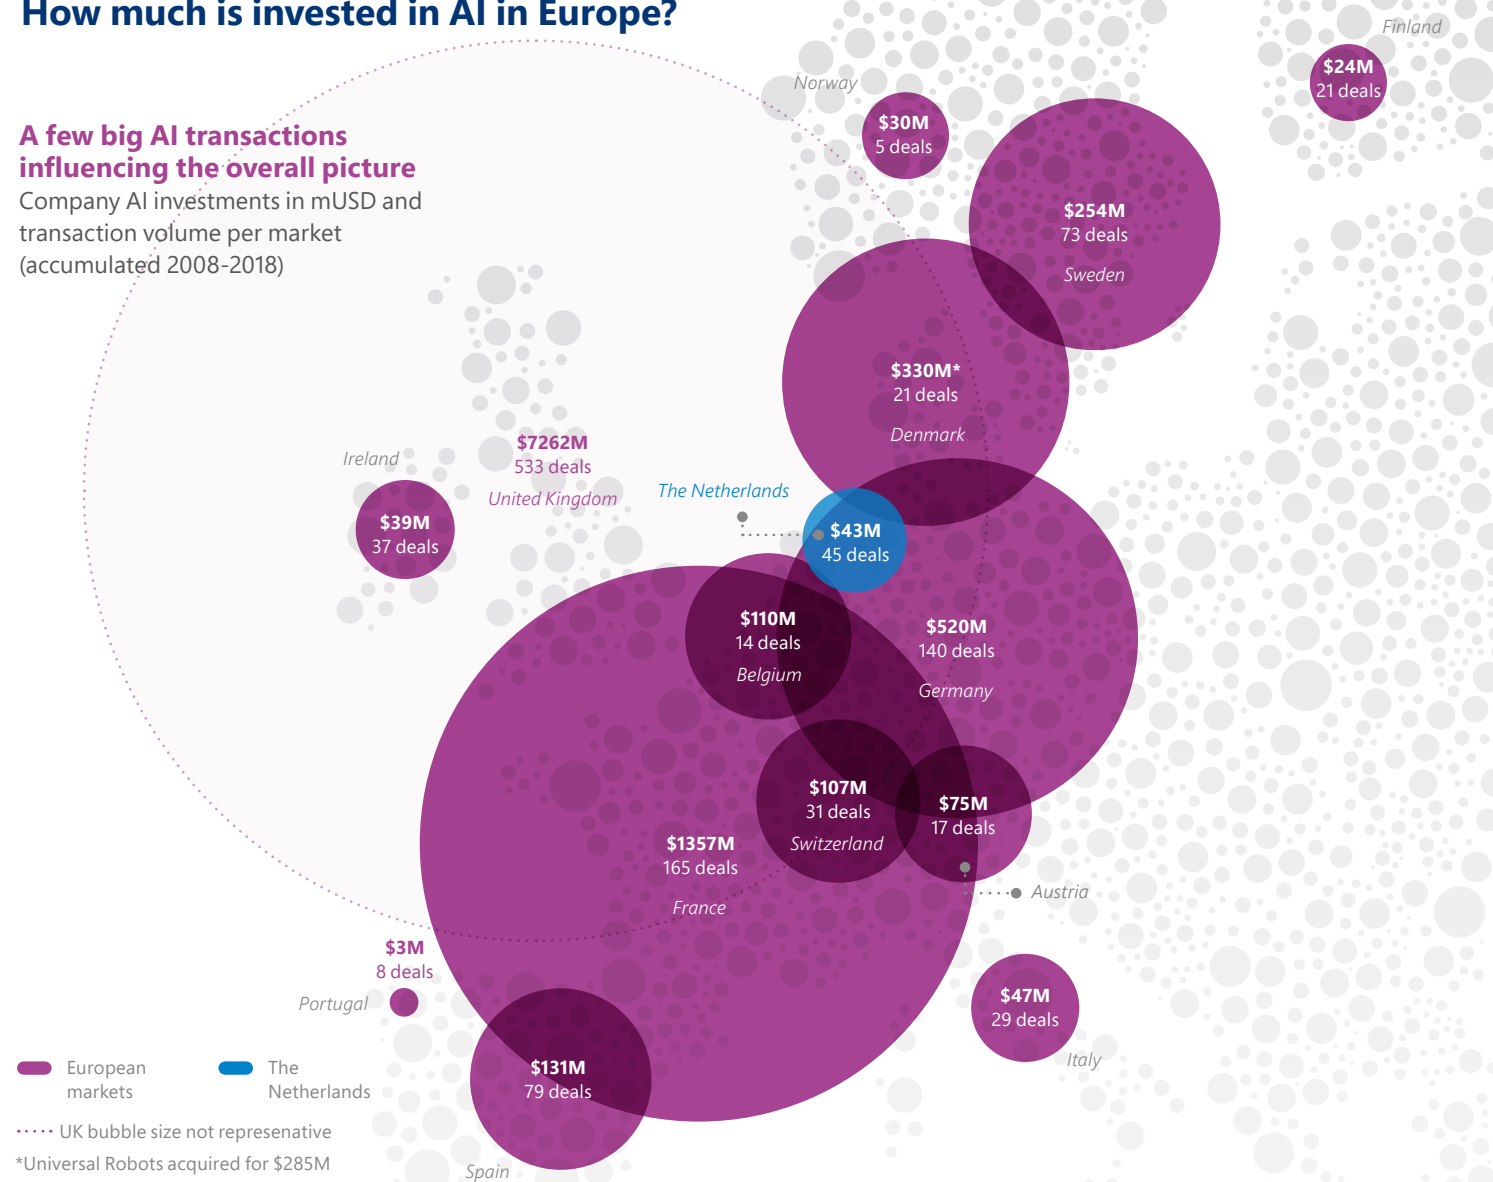 How much is invested in AI in Europe?
A few big AI transactions
influencing the overall picture
Company AI investments in mUSD and
transaction volume per market
(accumulated 2008-2018)
Finland
$24M
21 deals
Norway
$30M
5 deals
$254M
73 deals
Sweden
$330M*
21 deals
Denmark
$7262M
533 deals
United Kingdom
Ireland
$39M
37 deals
The Netherlands
$43M
45 deals
$110M
14 deals
Belgium
$520M
140 deals
Germany
$107M
31 deals
Switzerland
$75M
17 deals
Austria
$1357M
165 deals
France
$3M
8 deals
Portugal
$47M
29 deals
Italy
$131M
79 deals
Spain
European
markets
The
Netherlands
UK bubble size not represenative
*Universal Robots acquired for $285M